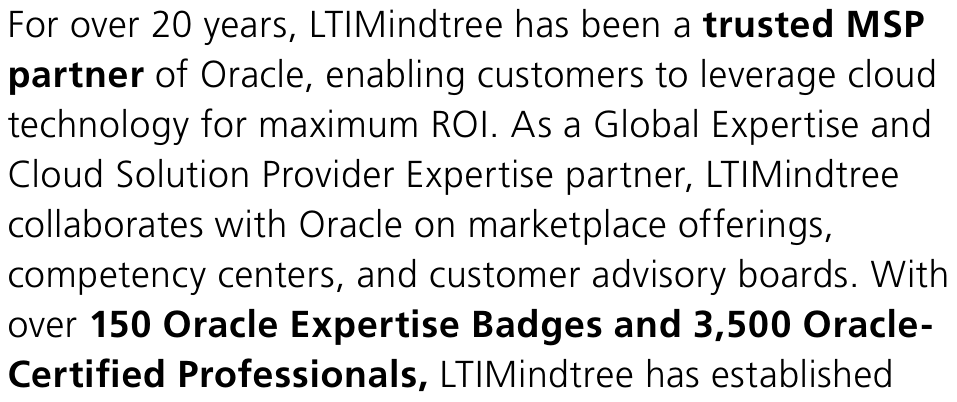 For over 20 years, LTIMindtree has been a trusted MSP
partner of Oracle, enabling customers to leverage cloud
technology for maximum ROI. As a Global Expertise and
Cloud Solution Provider Expertise partner, LTIMindtree
collaborates with Oracle on marketplace offerings,
competency centers, and customer advisory boards. With
over 150 Oracle Expertise Badges and 3,500 Oracle-
Certified Professionals, LTIMindtree has established